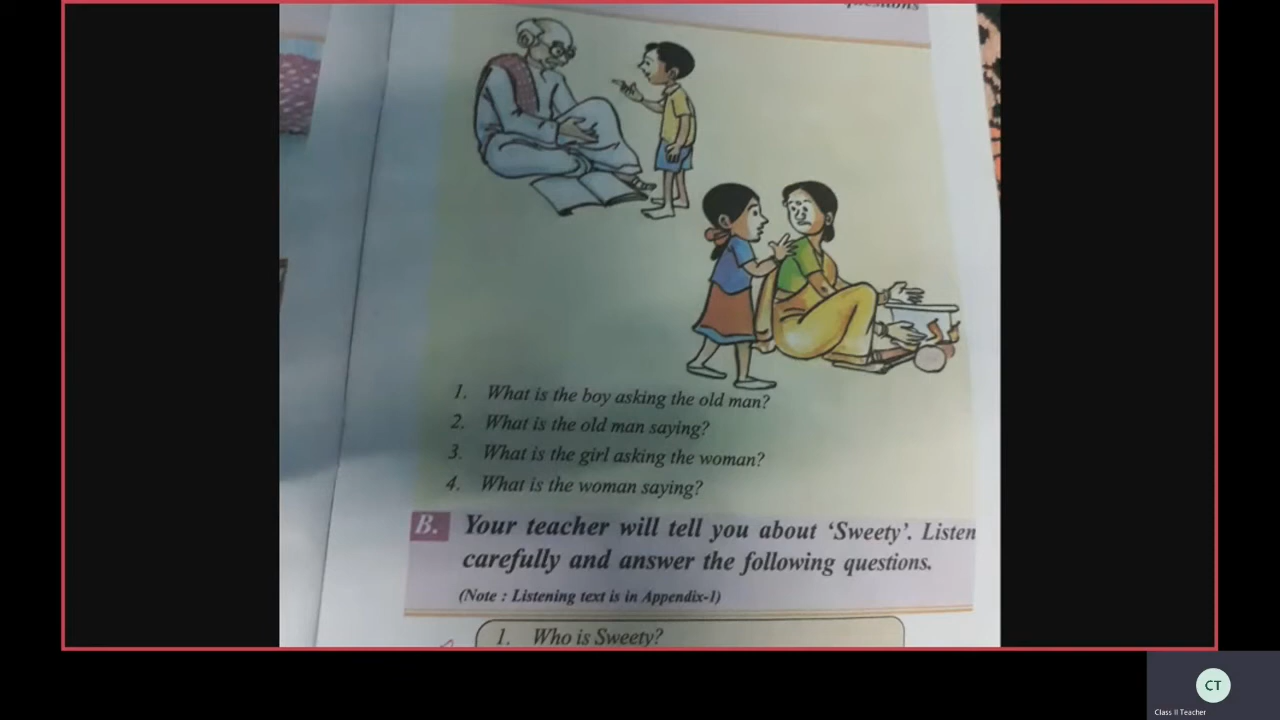 questions
1. What is the boy asking the old man?
2. What is the old man saying?
3. What is the girl asking the woman?
4. What is the woman saying?
B. Your teacher will tell you about ‘Sweety’. Listen
carefully and answer the following questions.
(Note : Listening text is in Appendix-1)
1. Who is Sweety?
CT
Class II Teacher